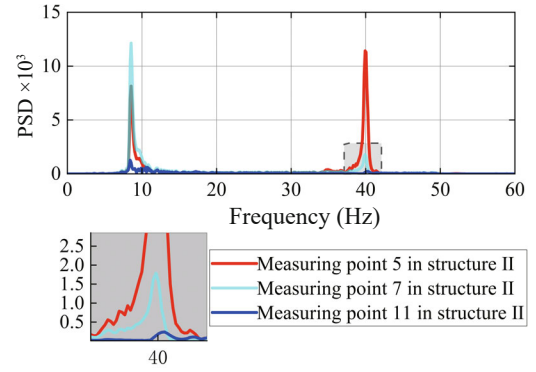 15
10
5
0
PSD ×10³
0 10 20 30 40 50 60
Frequency (Hz)
2.5
2.0
1.5
1.0
0.5
40
Measuring point 5 in structure II
Measuring point 7 in structure II
Measuring point 11 in structure II